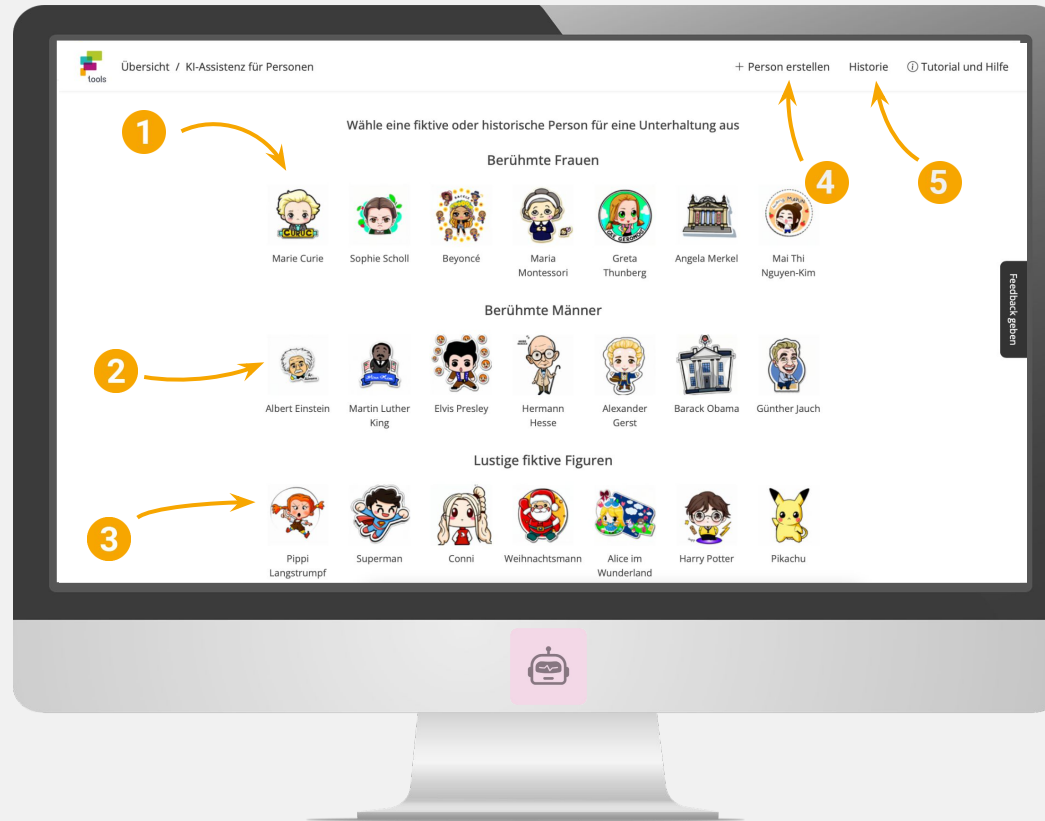 tools
Übersicht / KI-Assistenz für Personen
+ Person erstellen
Historie
Tutorial und Hilfe
1
Wähle eine fiktive oder historische Person für eine Unterhaltung aus
Berühmte Frauen
4
5
Marie Curie
Sophie Scholl
Beyoncé
Maria
Montessori
Greta
Thunberg
Angela Merkel
Mai Thi
Nguyen-Kim
Feedback geben
Berühmte Männer
2
Albert Einstein
Martin Luther
King
Elvis Presley
Hermann
Hesse
Alexander
Gerst
Barack Obama
Günther Jauch
Lustige fiktive Figuren
3
Pippi
Langstrumpf
Superman
Conni
Weihnachtsmann
Alice im
Wunderland
Harry Potter
Pikachu